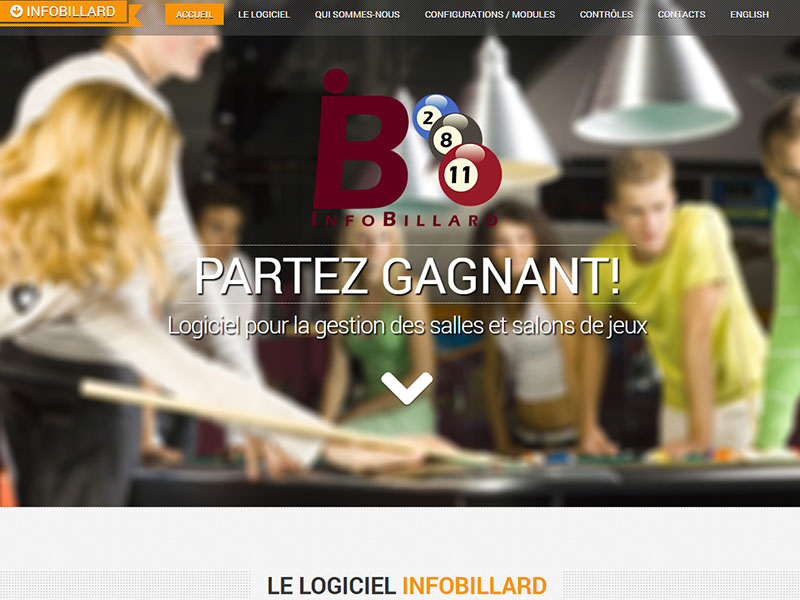 INFOBILLARD
ACCUEIL LE LOGICIEL QUI SOMMES-NOUS CONFIGURATIONS / MODULES CONTRÔLES CONTACTS ENGLISH
iB
2
8
11
INFOBILLARD
PARTEZ GAGNANT!
Logiciel pour la gestion des salles et salons de jeux
LE LOGICIEL INFOBILLARD